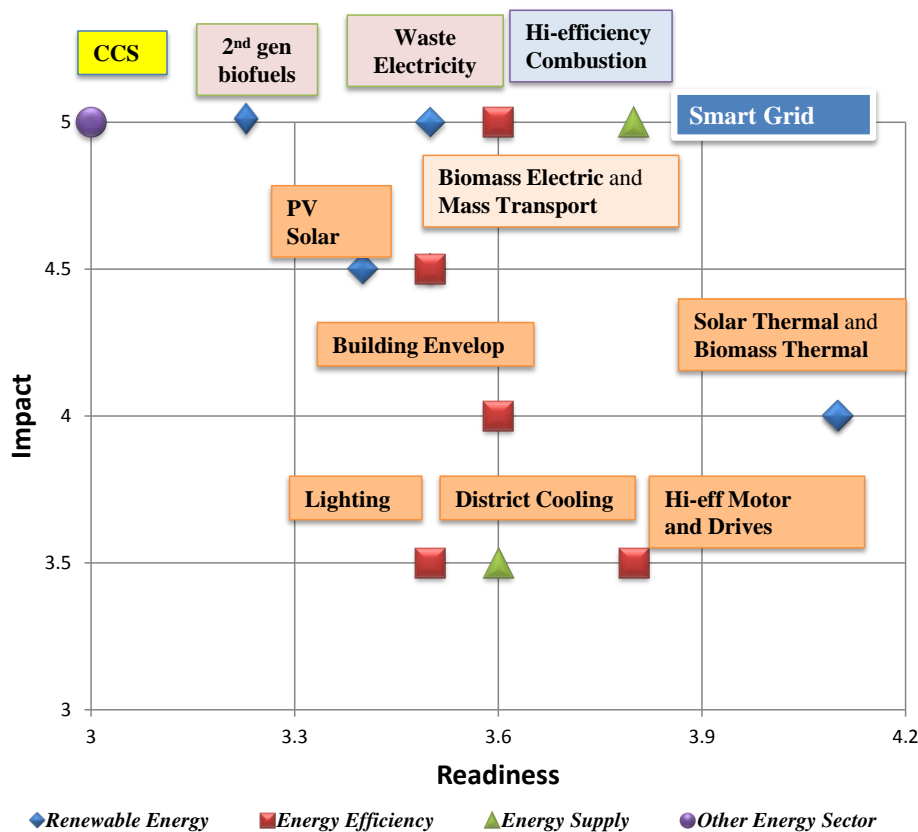 CCS
2nd gen
biofuels
Waste
Electricity
Hi-efficiency
Combustion
Smart Grid
Biomass Electric and
Mass Transport
PV
Solar
Building Envelop
Solar Thermal and
Biomass Thermal
Lighting
District Cooling
Hi-eff Motor
and Drives
Impact
5
4.5
4
3.5
3
3
3.3
3.6
3.9
4.2
Readiness
Renewable Energy
Energy Efficiency
Energy Supply
Other Energy Sector